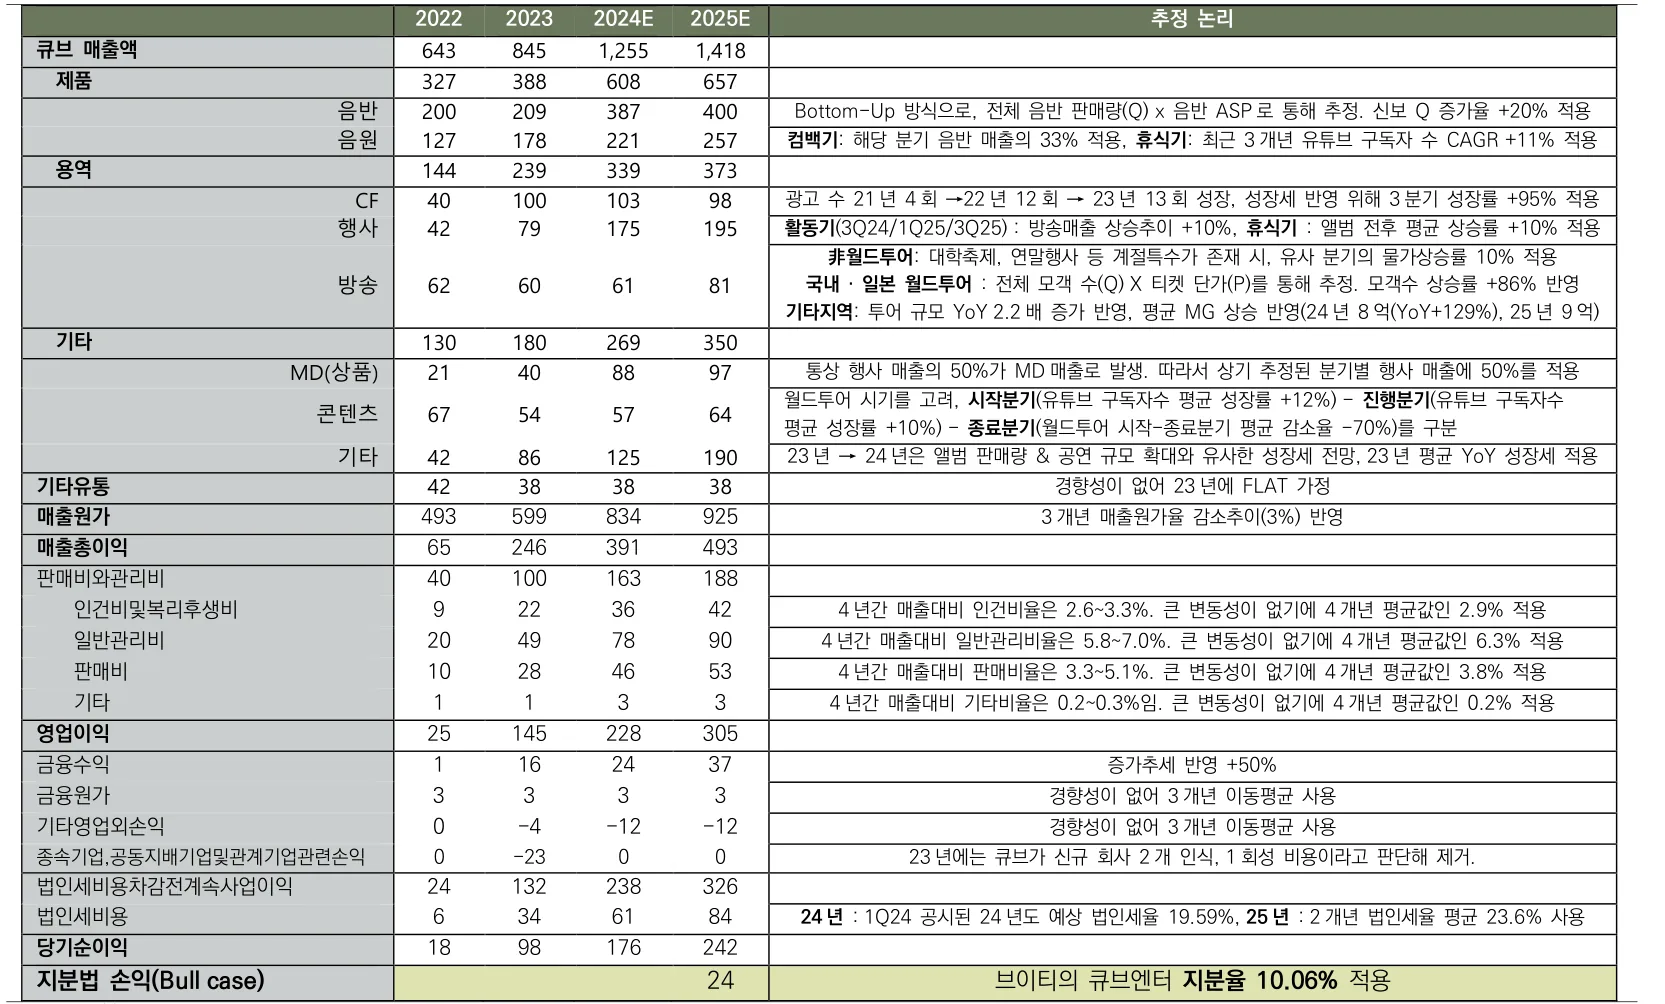 2022 2023 2024E 2025E 추정 논리
큐브 매출액 643 845 1,255 1,418
제품 327 388 608 657
음반 200 209 387 400 Bottom-Up 방식으로, 전체 음반 판매량(Q) x 음반 ASP로 통해 추정. 신보 Q 증가율 +20% 적용
음원 127 178 221 257 컴백기: 해당 분기 음반 매출의 33% 적용, 휴식기: 최근 3개년 유튜브 구독자 수 CAGR +11% 적용
용역 144 239 339 373
CF 40 100 103 98 광고 수 21년 4회 →22년 12회 → 23년 13회 성장, 성장세 반영 위해 3분기 성장률 +95% 적용
행사 42 79 175 195 활동기(3Q24/1Q25/3Q25) : 방송매출 상승추이 +10%, 휴식기 : 앨범 전후 평균 상승률 +10% 적용
非월드투어: 대학축제, 연말행사 등 계절특수가 존재 시, 유사 분기의 물가상승률 10% 적용
방송 62 60 61 81 국내 · 일본 월드투어 : 전체 모객 수(Q) X 티켓 단가(P)를 통해 추정. 모객수 상승률 +86% 반영
기타지역: 투어 규모 YoY 2.2배 증가 반영, 평균 MG 상승 반영(24년 8억(YoY+129%), 25년 9억)
기타 130 180 269 350
MD(상품) 21 40 88 97 통상 행사 매출의 50%가 MD매출로 발생. 따라서 상기 추정된 분기별 행사 매출에 50%를 적용
콘텐츠 67 54 57 64 월드투어 시기를 고려, 시작분기(유튜브 구독자수 평균 성장률 +12%) - 진행분기(유튜브 구독자수
평균 성장률 +10%) - 종료분기(월드투어 시작-종료분기 평균 감소율 -70%)를 구분
기타 42 86 125 190 23년 → 24년은 앨범 판매량 & 공연 규모 확대와 유사한 성장세 전망, 23년 평균 YoY 성장세 적용
기타유통 42 38 38 38 경향성이 없어 23년에 FLAT 가정
매출원가 493 599 834 925 3개년 매출원가율 감소추이(3%) 반영
매출총이익 65 246 391 493
판매비와관리비 40 100 163 188
인건비및복리후생비 9 22 36 42 4년간 매출대비 인건비율은 2.6~3.3%. 큰 변동성이 없기에 4개년 평균값인 2.9% 적용
일반관리비 20 49 78 90 4년간 매출대비 일반관리비율은 5.8~7.0%. 큰 변동성이 없기에 4개년 평균값인 6.3% 적용
판매비 10 28 46 53 4년간 매출대비 판매비율은 3.3~5.1%. 큰 변동성이 없기에 4개년 평균값인 3.8% 적용
기타 1 1 3 3 4년간 매출대비 기타비율은 0.2~0.3%임. 큰 변동성이 없기에 4개년 평균값인 0.2% 적용
영업이익 25 145 228 305
금융수익 1 16 24 37 증가추세 반영 +50%
금융원가 3 3 3 3 경향성이 없어 3개년 이동평균 사용
기타영업외손익 0 -4 -12 -12 경향성이 없어 3개년 이동평균 사용
종속기업,공동지배기업및관계기업관련손익 0 -23 0 0 23년에는 큐브가 신규 회사 2개 인식, 1회성 비용이라고 판단해 제거.
법인세비용차감전계속사업이익 24 132 238 326
법인세비용 6 34 61 84 24년 : 1Q24 공시된 24년도 예상 법인세율 19.59%, 25년 : 2개년 법인세율 평균 23.6% 사용
당기순이익 18 98 176 242
지분법 손익(Bull case) 24 브이티의 큐브엔터 지분율 10.06% 적용